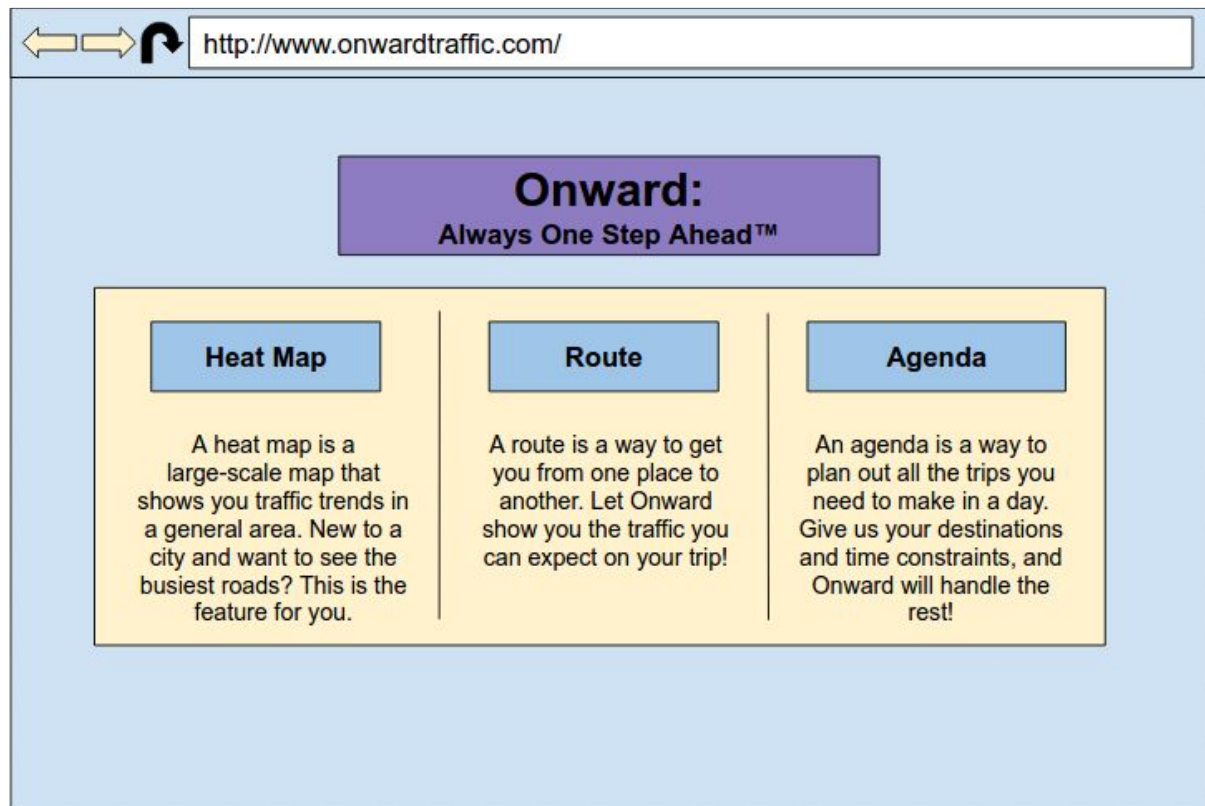 http://www.onwardtraffic.com/
Onward:
Always One Step Ahead™
Heat Map
A heat map is a
large-scale map that
shows you traffic trends in
a general area. New to a
city and want to see the
busiest roads? This is the
feature for you.
Route
A route is a way to get
you from one place to
another. Let Onward
show you the traffic you
can expect on your trip!
Agenda
An agenda is a way to
plan out all the trips you
need to make in a day.
Give us your destinations
and time constraints, and
Onward will handle the
rest!